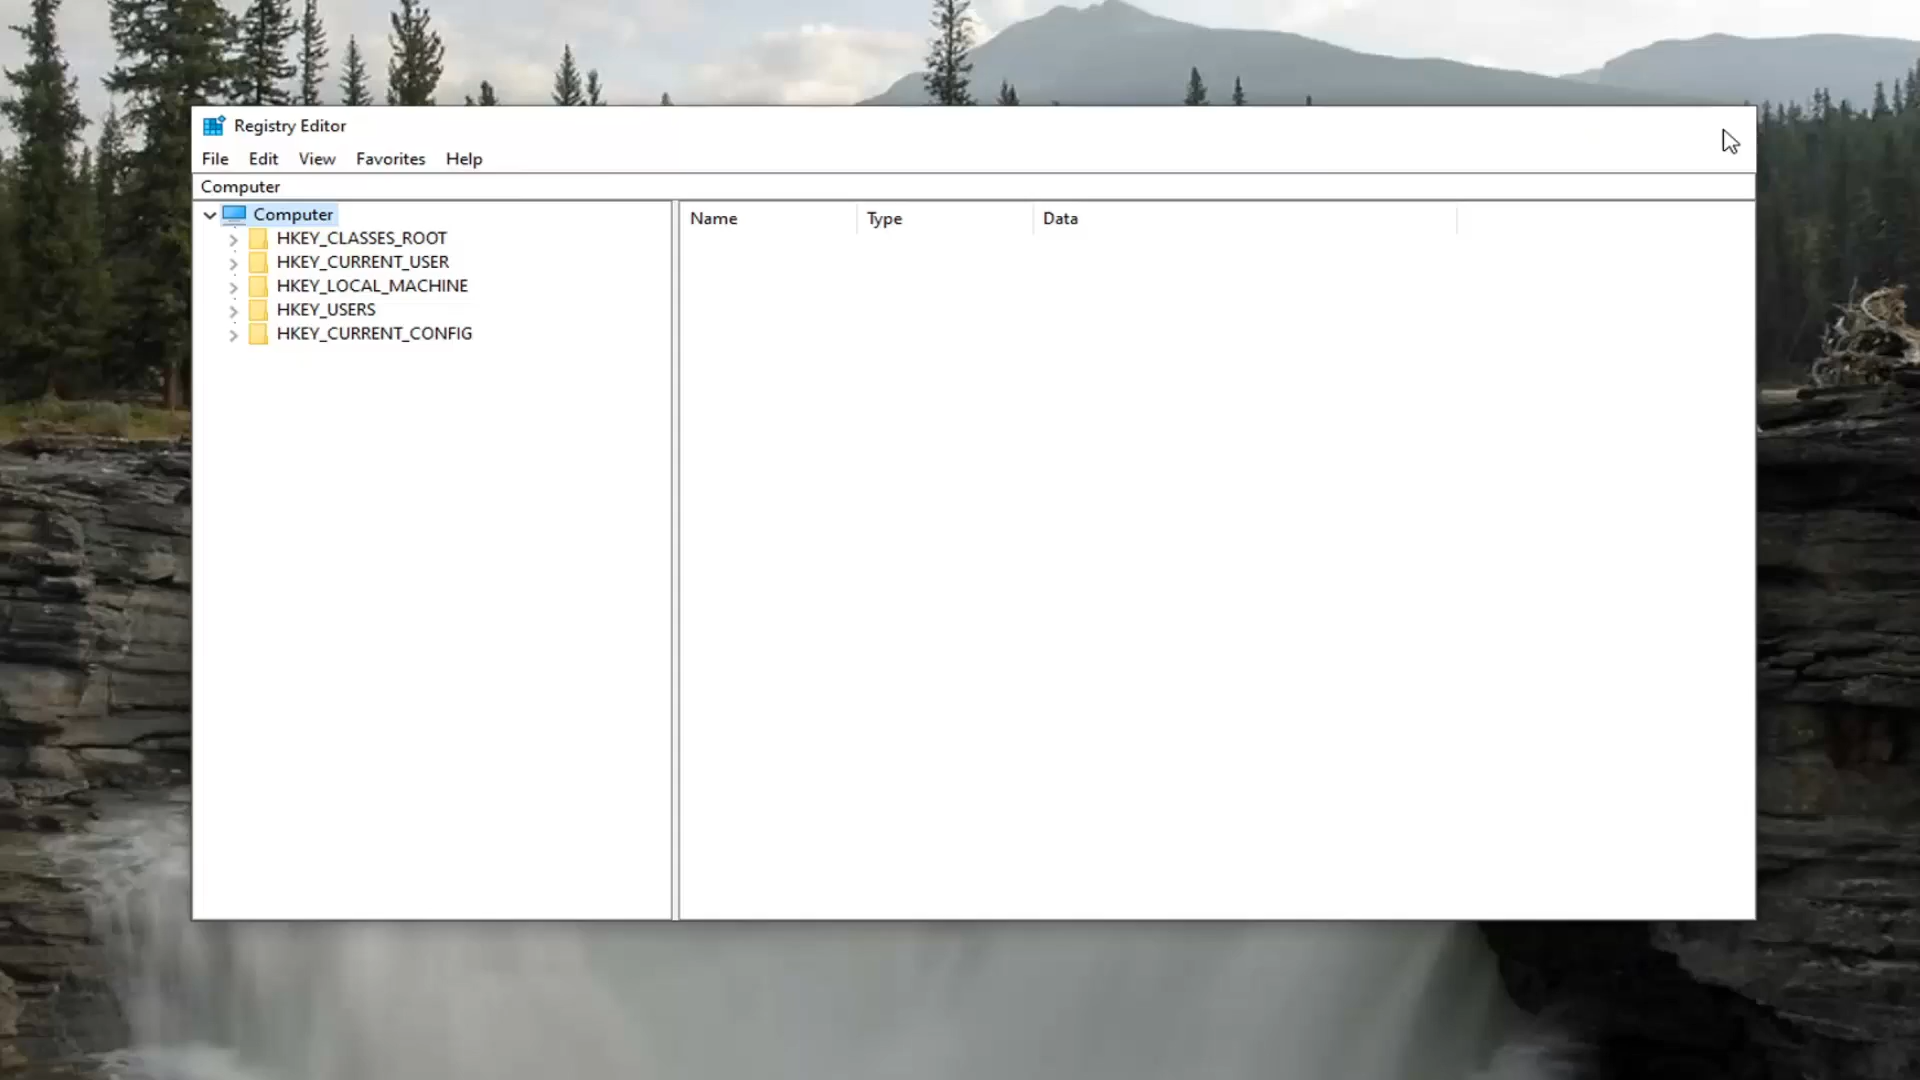 Registry Editor
File Edit View Favorites Help
Computer
Computer
HKEY_CLASSES_ROOT
HKEY_CURRENT_USER
HKEY_LOCAL_MACHINE
HKEY_USERS
HKEY_CURRENT_CONFIG
Name Type Data